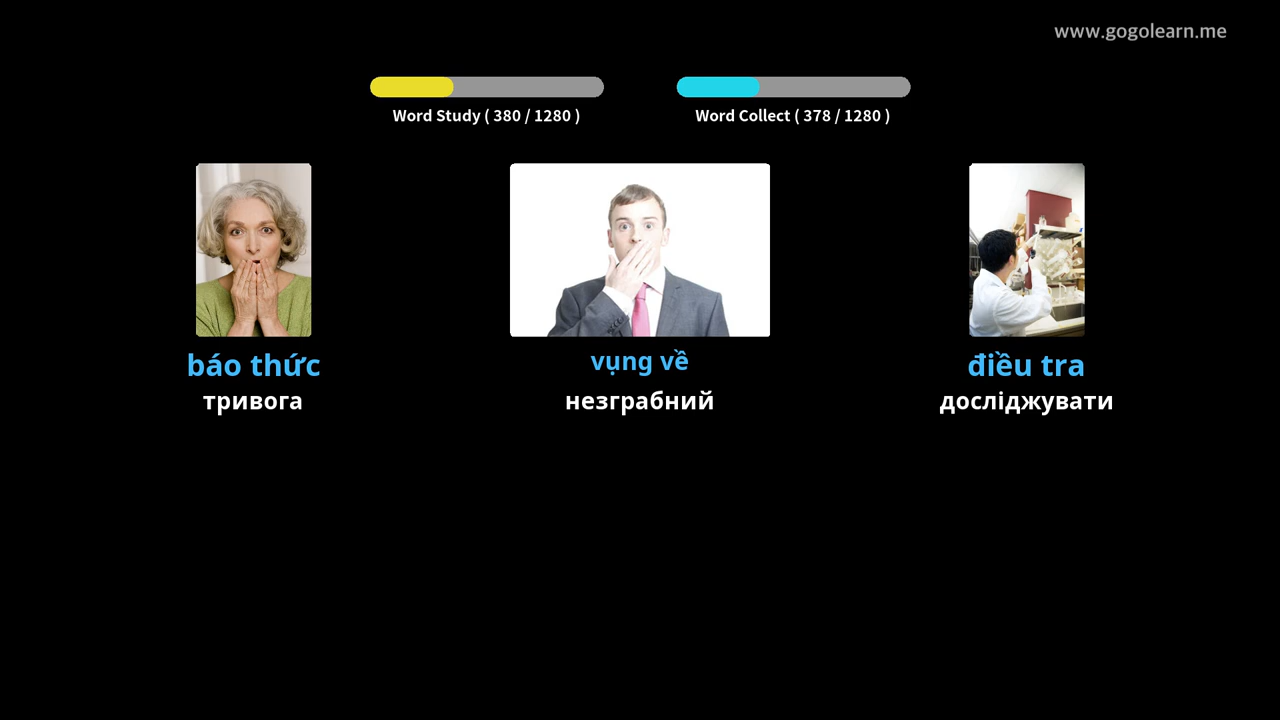 www.gogolearn.me
Word Study ( 380 / 1280 )
Word Collect ( 378 / 1280 )
báo thức
тривога
vụng về
незграбний
điều tra
досліджувати